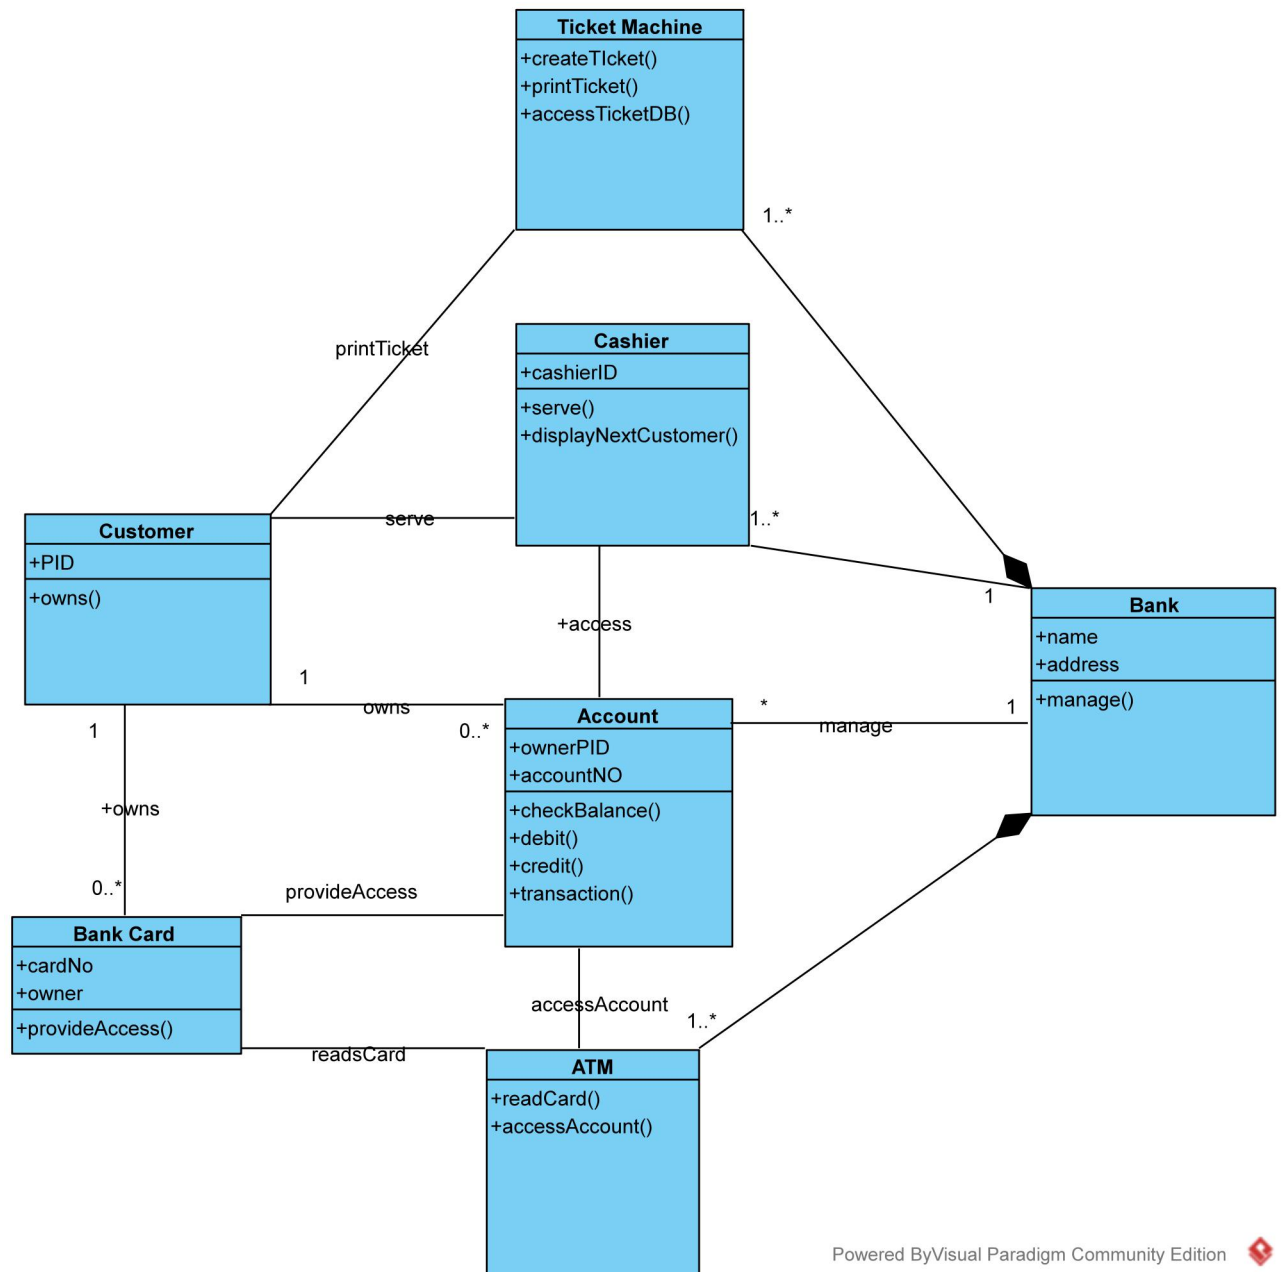 Ticket Machine
+createTIcket()
+printTicket()
+accessTicketDB()
1..*
printTicket
Cashier
+cashierID
+serve()
+displayNextCustomer()
serve
1..*
Customer
+PID
+owns()
+access
1
Bank
+name
+address
+manage()
1
owns
0..*
Account
+ownerPID
+accountNO
+checkBalance()
+debit()
+credit()
+transaction()
*
manage
1
1
+owns
0..*
provideAccess
Bank Card
+cardNo
+owner
+provideAccess()
accessAccount
1..*
readsCard
ATM
+readCard()
+accessAccount()
Powered ByVisual Paradigm Community Edition